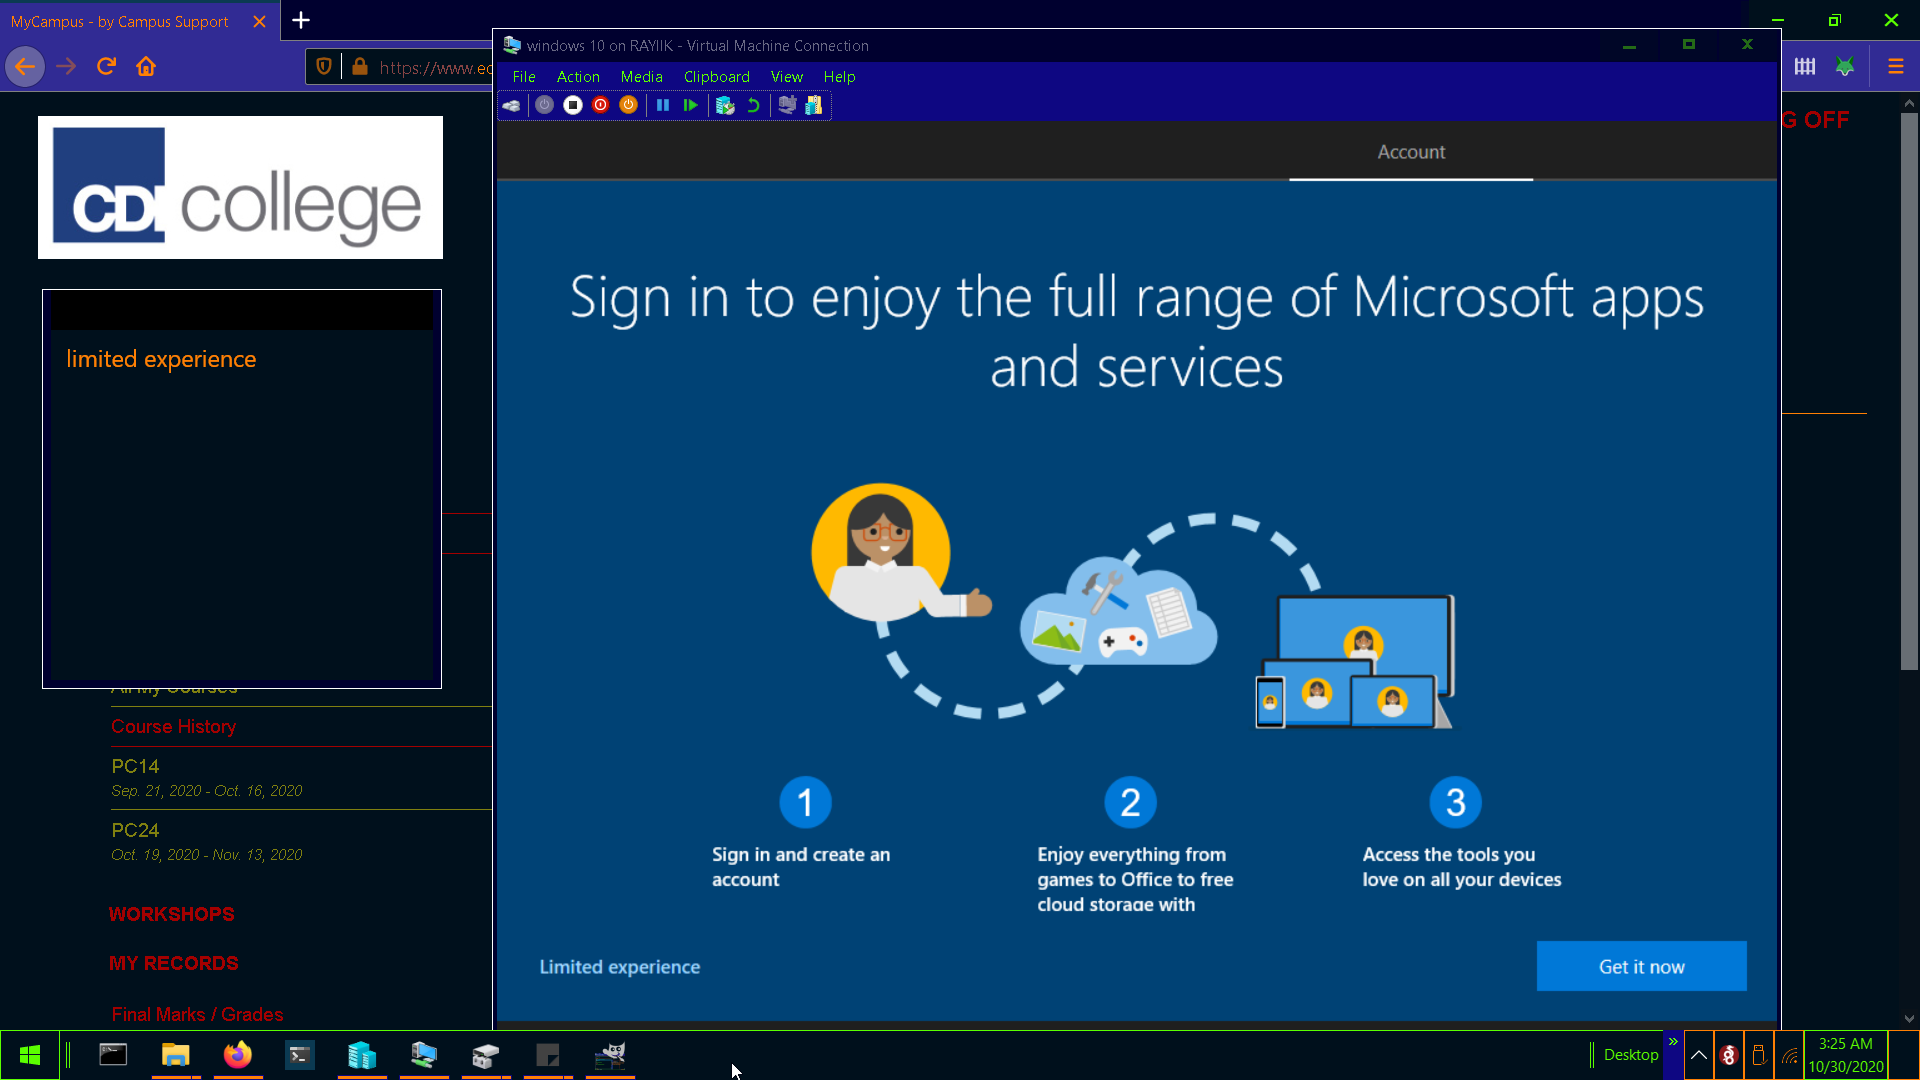 MyCampus - by Campus Support
https://www.ec
CDI college
limited experience
All My Courses
Course History
PC14
Sep. 21, 2020 - Oct. 16, 2020
PC24
Oct. 19, 2020 - Nov. 13, 2020
WORKSHOPS
MY RECORDS
Final Marks / Grades
G OFF
windows 10 on RAYIIK - Virtual Machine Connection
File Action Media Clipboard View Help
Account
Sign in to enjoy the full range of Microsoft apps
and services
1
Sign in and create an
account
2
Enjoy everything from
games to Office to free
cloud storage with
3
Access the tools you
love on all your devices
Limited experience
Get it now
Desktop
3:25 AM
10/30/2020